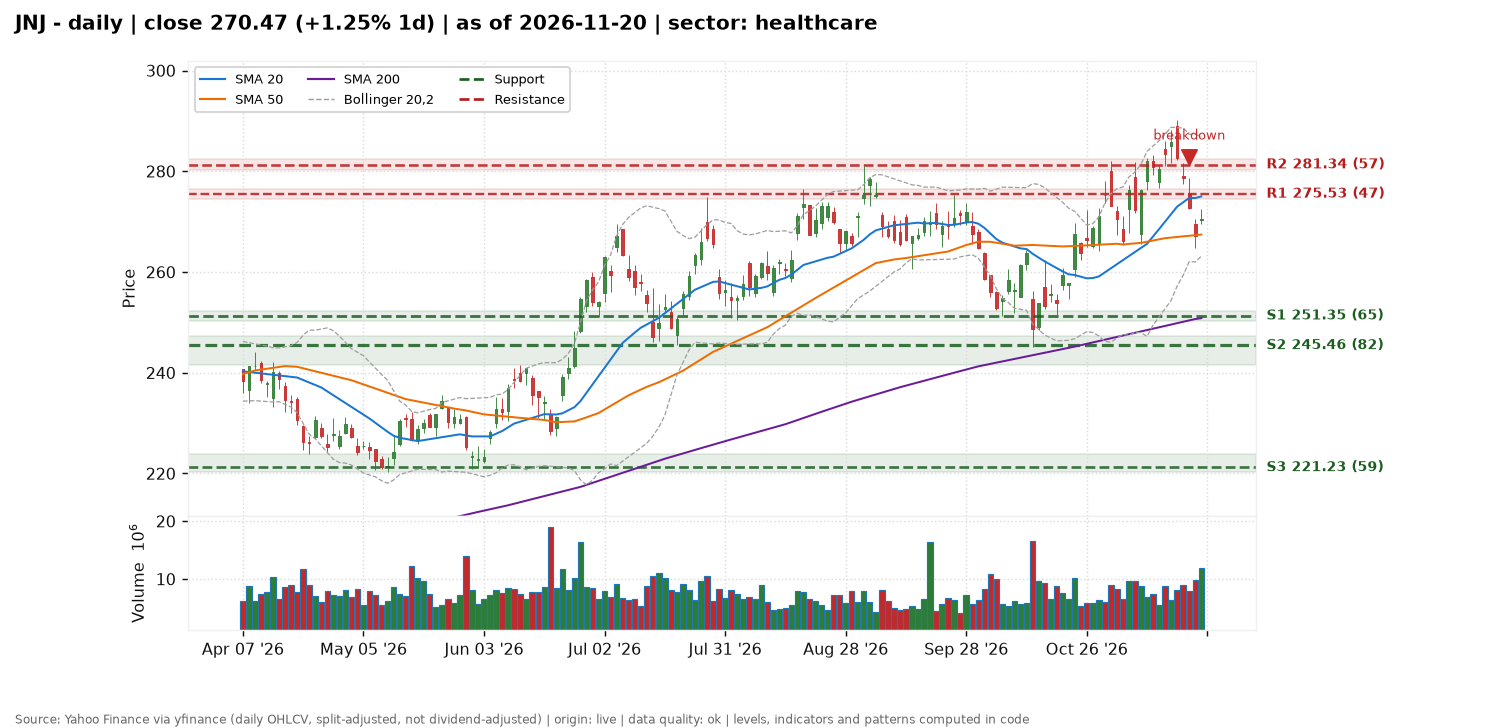 JNJ - daily | close 270.47 (+1.25% 1d) | as of 2026-11-20 | sector: healthcare
SMA 20
SMA 50
SMA 200
Bollinger 20,2
Support
Resistance
Price
300
280
260
240
220
breakdown
R2 281.34 (57)
R1 275.53 (47)
S1 251.35 (65)
S2 245.46 (82)
S3 221.23 (59)
Volume 10⁶
20
10
Apr 07 '26 May 05 '26 Jun 03 '26 Jul 02 '26 Jul 31 '26 Aug 28 '26 Sep 28 '26 Oct 26 '26
Source: Yahoo Finance via yfinance (daily OHLCV, split-adjusted, not dividend-adjusted) | origin: live | data quality: ok | levels, indicators and patterns computed in code